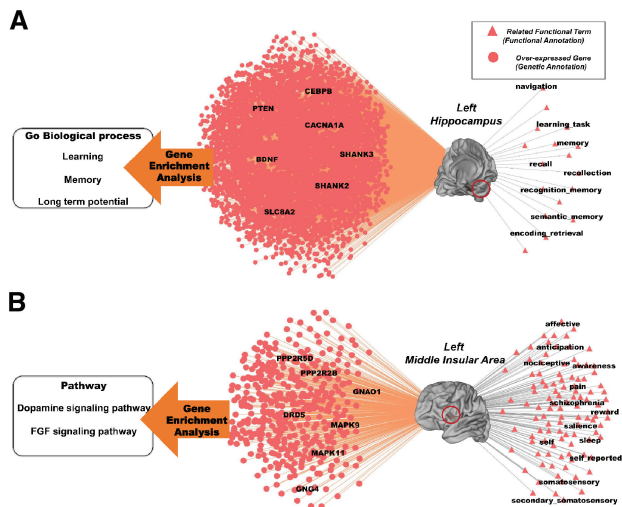 A
Related Functional Term
(Functional Annotation)
Over-expressed Gene
(Genetic Annotation)
Go Biological process
Learning
Memory
Long term potential
Gene
Enrichment
Analysis
CEBPB
PTEN
CACNA1A
BDNF
SHANK3
SHANK2
SLC8A2
Left
Hippocampus
navigation
learning_task
memory
recall
recollection
recognition_memory
semantic_memory
encoding_retrieval
B
Pathway
Dopamine signaling pathway
FGF signaling pathway
Gene
Enrichment
Analysis
PPP2R5D
PPP2R2B
GNAO1
DRD5
MAPK9
MAPK11
GNG4
Left
Middle Insular Area
affective
anticipation
nociceptive
awareness
pain
schizophrenia
reward
salience
self
sleep
self_reported
somatosensory
secondary_somatosensory